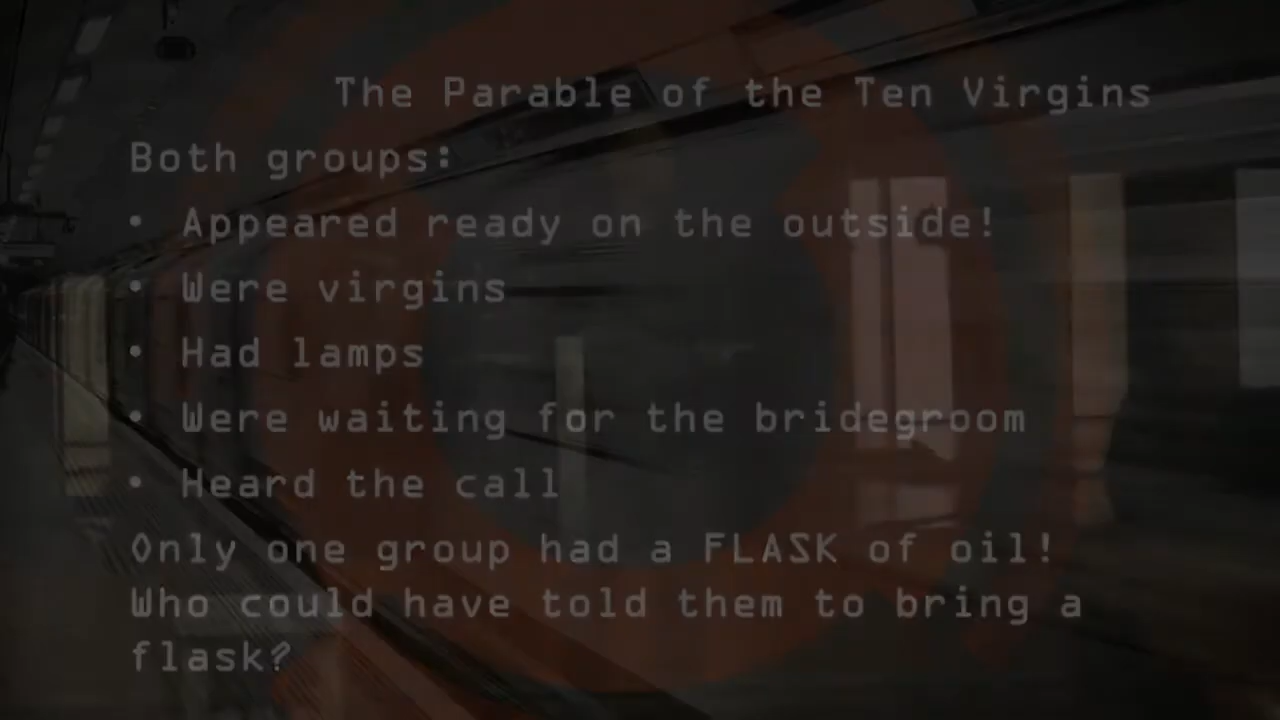 The Parable of the Ten Virgins
Both groups:
• Appeared ready on the outside!
• Were virgins
• Had lamps
• Were waiting for the bridegroom
• Heard the call
Only one group had a FLASK of oil!
Who could have told them to bring a
flask?